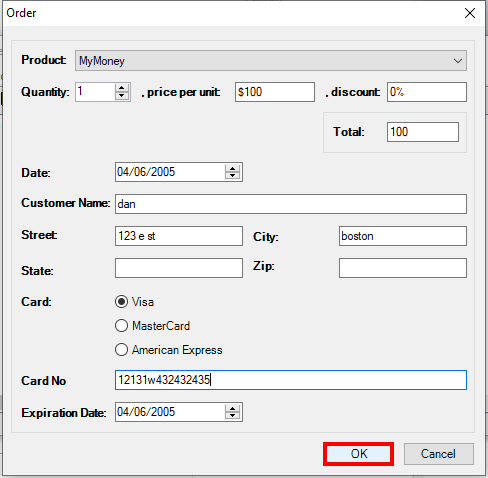 Order
Product: MyMoney
Quantity: 1 , price per unit: $100 , discount: 0%
Total: 100
Date: 04/06/2005
Customer Name: dan
Street: 123 e st City: boston
State: Zip:
Card: Visa
MasterCard
American Express
Card No 12131w432432435
Expiration Date: 04/06/2005
OK Cancel